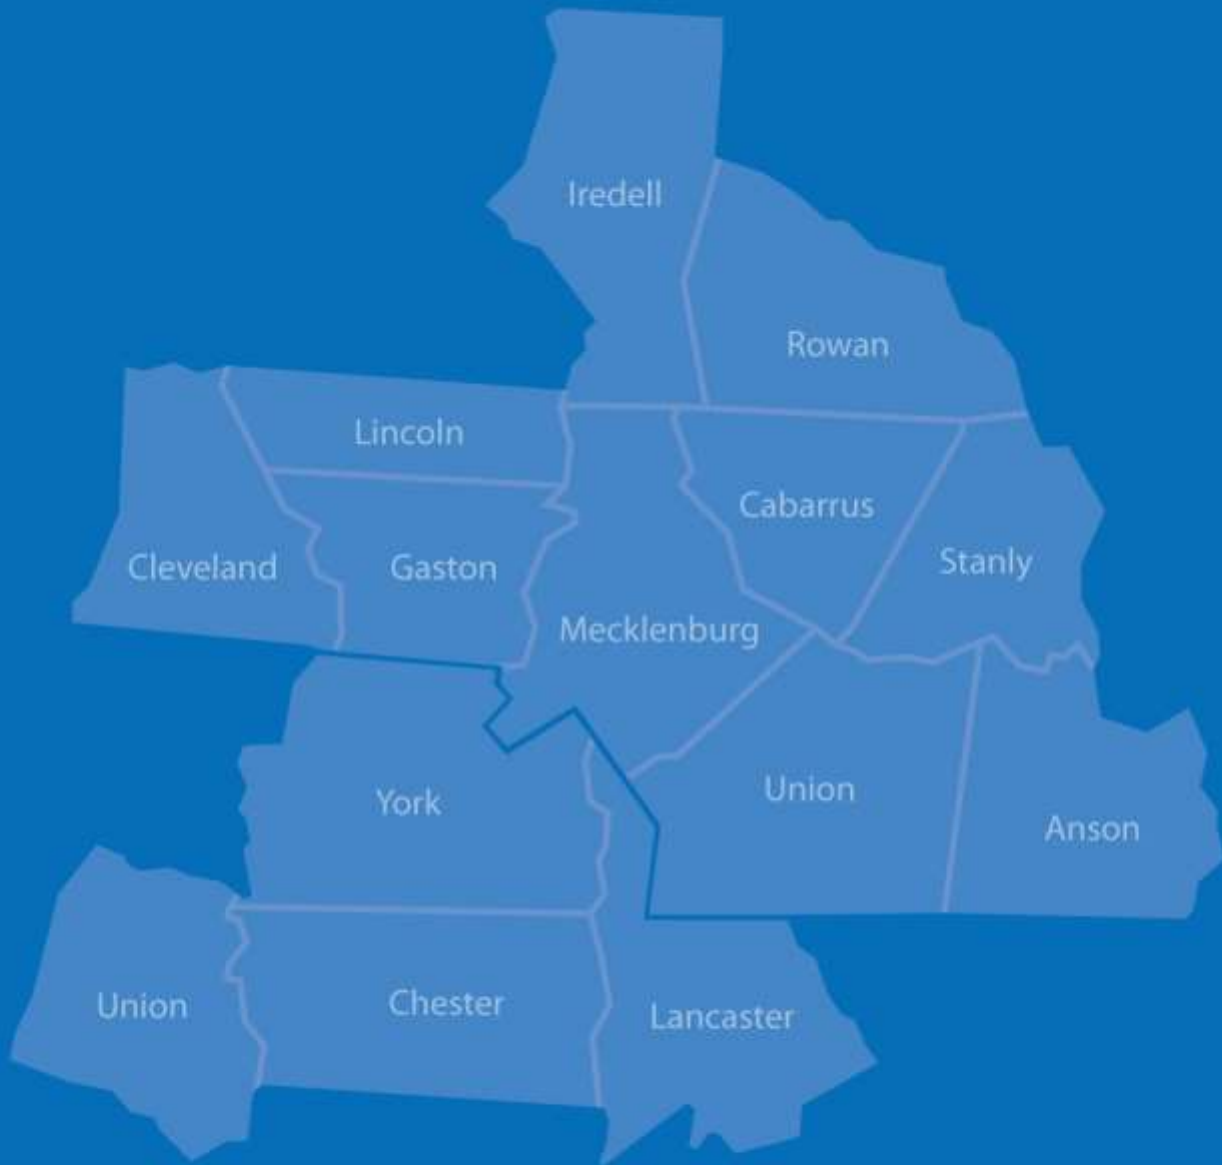 Iredell
Rowan
Lincoln
Cabarrus
Stanly
Cleveland
Gaston
Mecklenburg
Union
York
Anson
Union
Chester
Lancaster